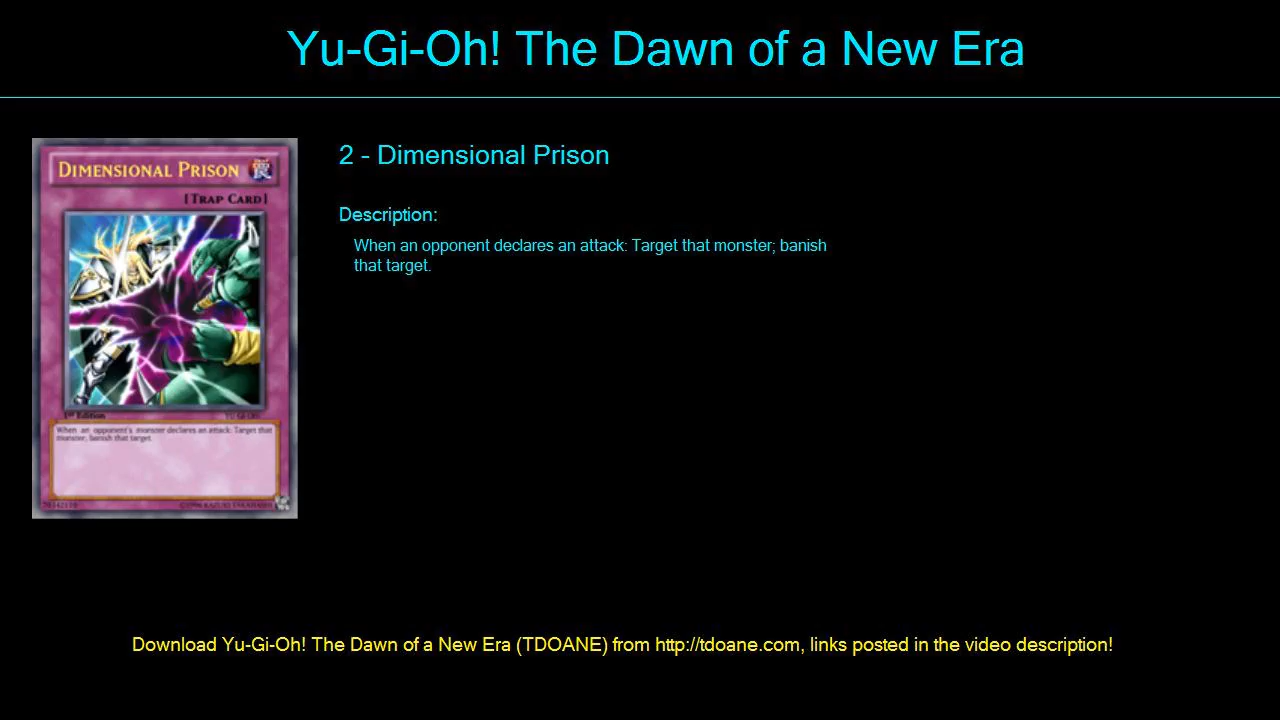 Yu-Gi-Oh! The Dawn of a New Era
DIMENSIONAL PRISON
[TRAP CARD]
1st Edition
When an opponent's monster declares an attack: Target that
monster; banish that target.
©1996 KAZUKI TAKAHASHI
2 - Dimensional Prison
Description:
When an opponent declares an attack: Target that monster; banish
that target.
Download Yu-Gi-Oh! The Dawn of a New Era (TDOANE) from http://tdoane.com, links posted in the video description!